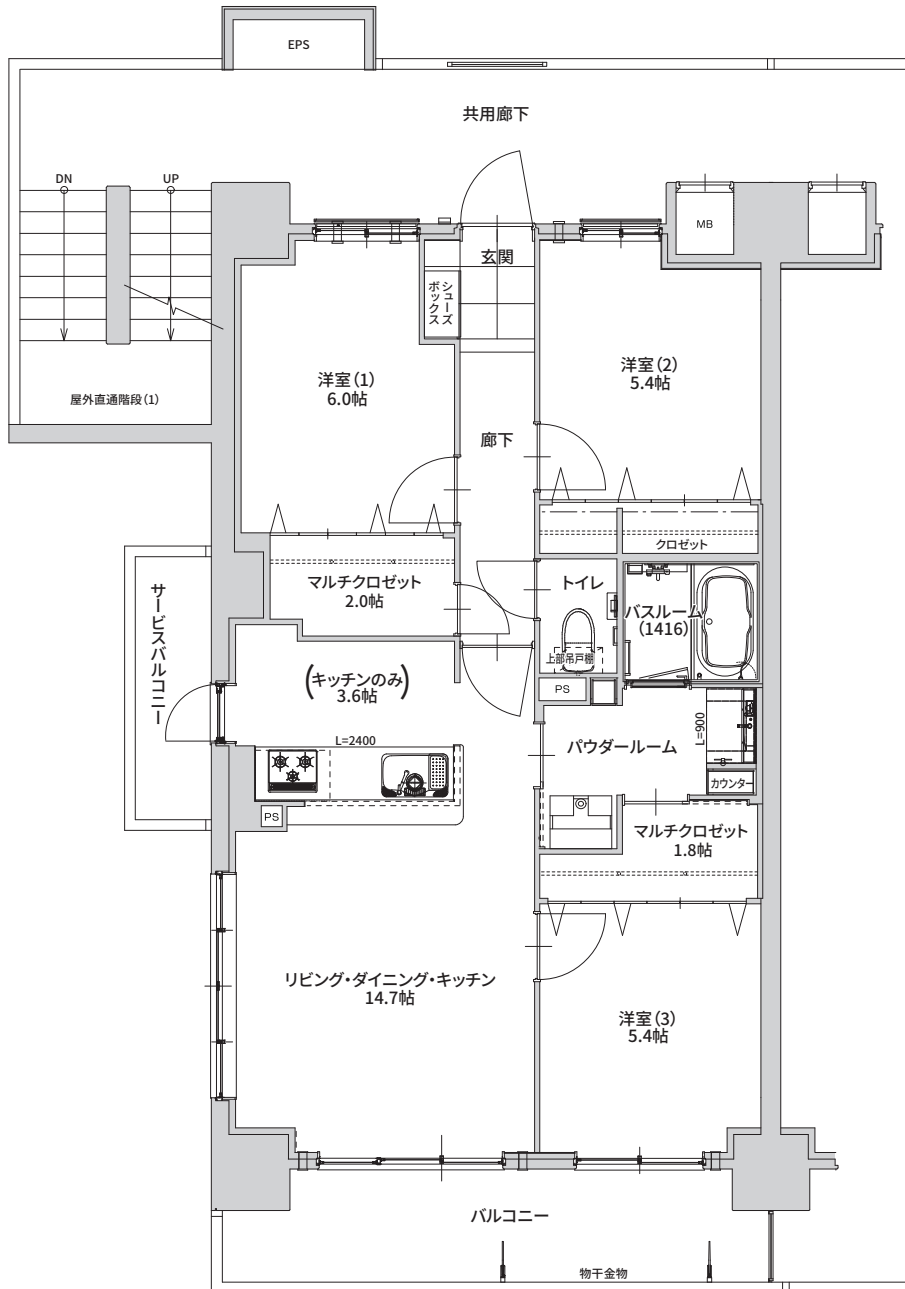 EPS
共用廊下
DN
UP
MB
玄関
シューズ
ボックス
洋室(1)
6.0帖
洋室(2)
5.4帖
屋外直通階段(1)
廊下
クロゼット
マルチクロゼット
2.0帖
トイレ
バスルーム
(1416)
サービスバルコニー
上部吊戸棚
(キッチンのみ)
3.6帖
PS
L=2400
パウダールーム
L=900
カウンター
PS
マルチクロゼット
1.8帖
リビング・ダイニング・キッチン
14.7帖
洋室(3)
5.4帖
バルコニー
物干金物